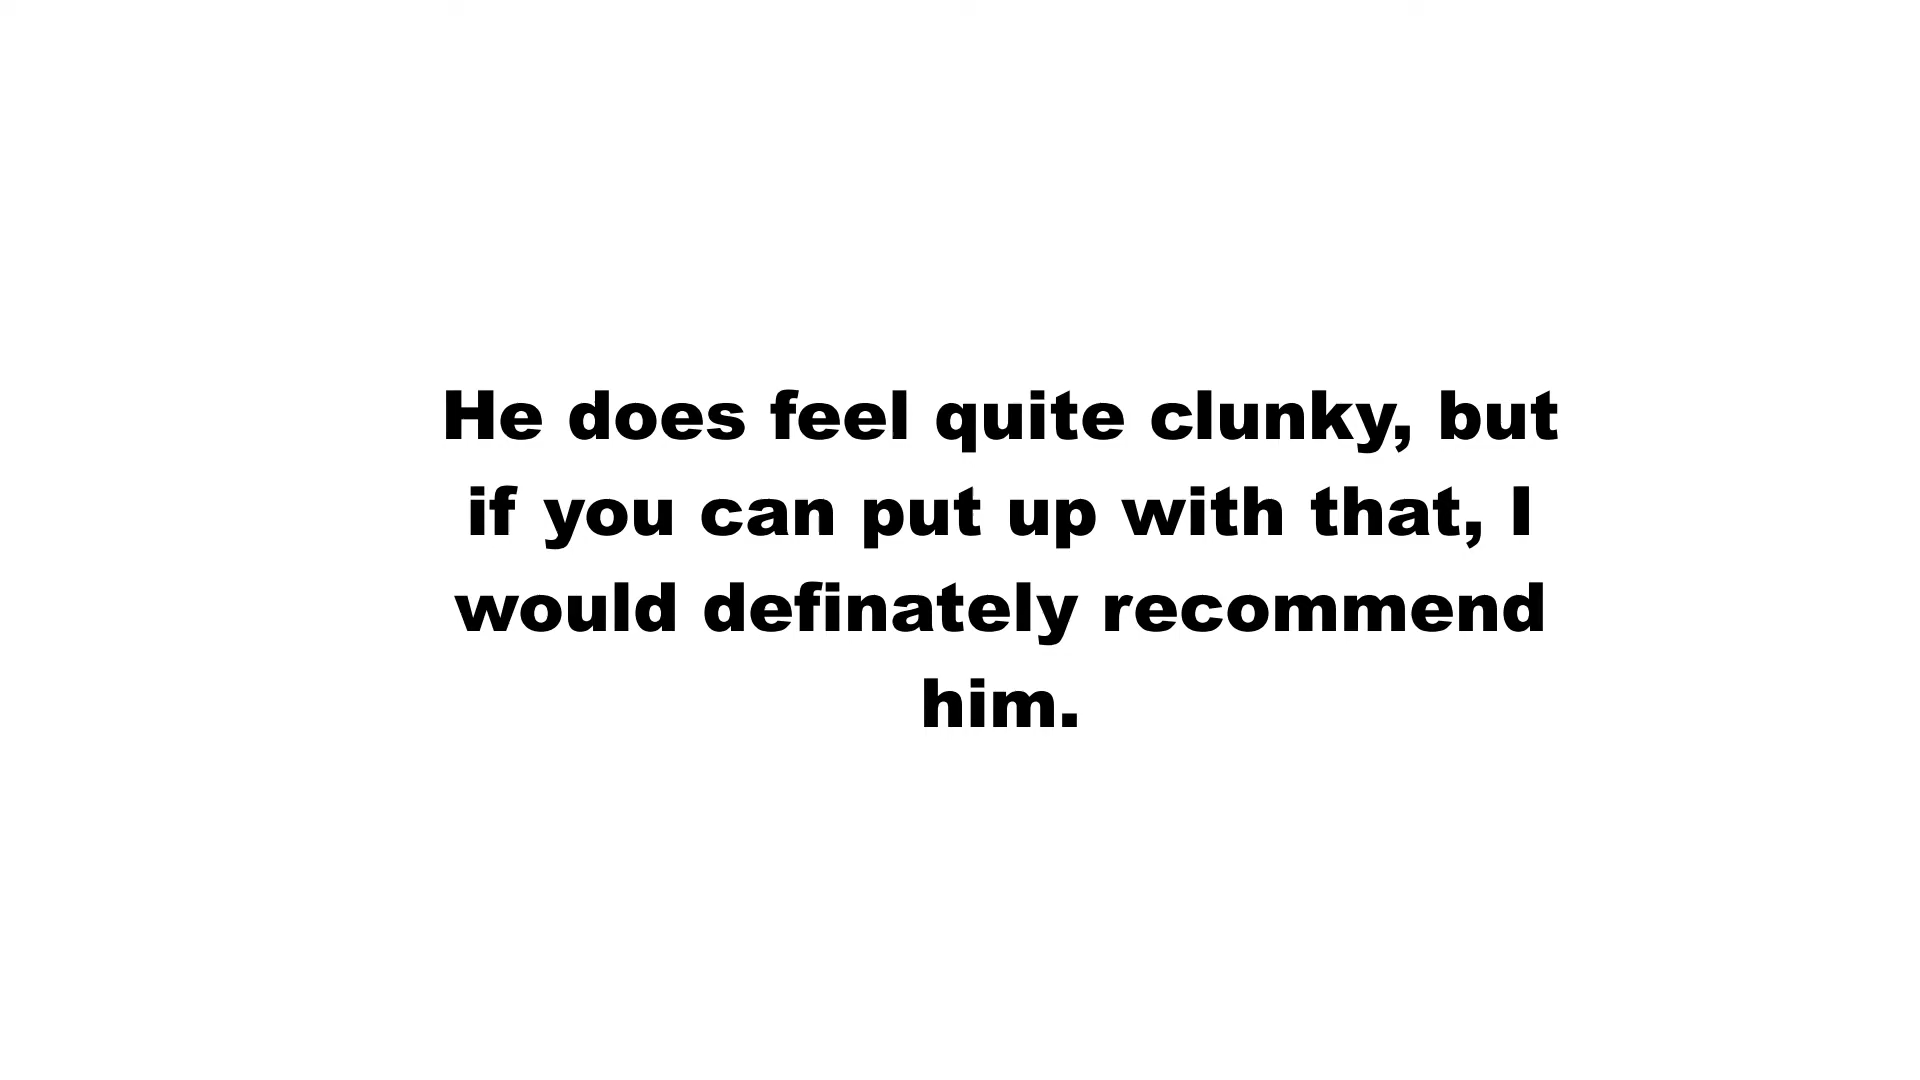 He does feel quite clunky, but
if you can put up with that, I
would definately recommend
him.